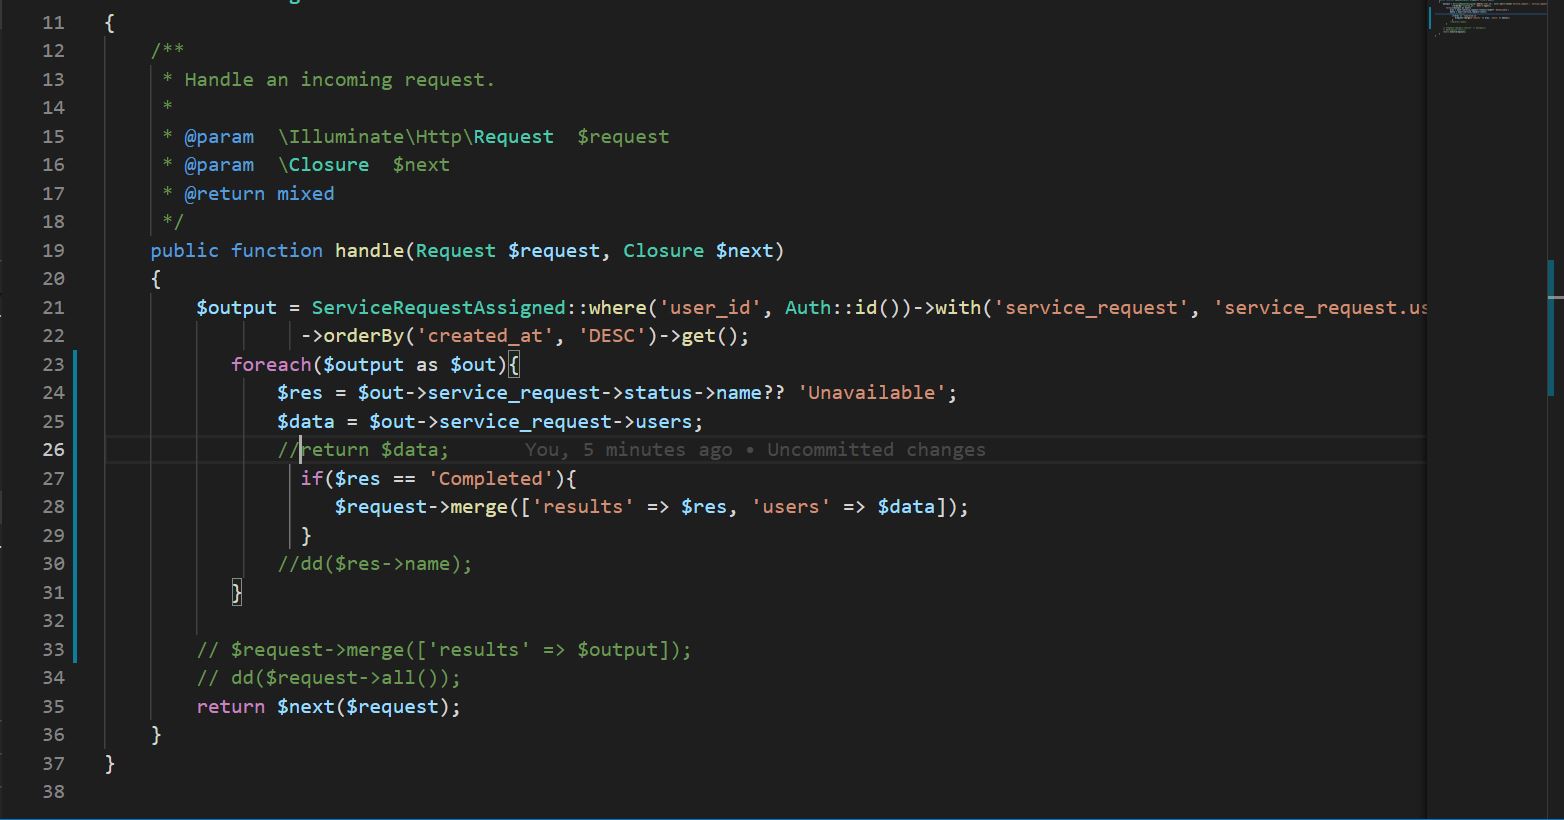 11 {
12 /**
13 * Handle an incoming request.
14 *
15 * @param  \Illuminate\Http\Request  $request
16 * @param  \Closure  $next
17 * @return mixed
18 */
19 public function handle(Request $request, Closure $next)
20 {
21 $output = ServiceRequestAssigned::where('user_id', Auth::id())->with('service_request', 'service_request.us
22 ->orderBy('created_at', 'DESC')->get();
23 foreach($output as $out){
24 $res = $out->service_request->status->name?? 'Unavailable';
25 $data = $out->service_request->users;
26 //return $data; You, 5 minutes ago • Uncommitted changes
27 if($res == 'Completed'){
28 $request->merge(['results' => $res, 'users' => $data]);
29 }
30 //dd($res->name);
31 }
32
33 // $request->merge(['results' => $output]);
34 // dd($request->all());
35 return $next($request);
36 }
37 }
38